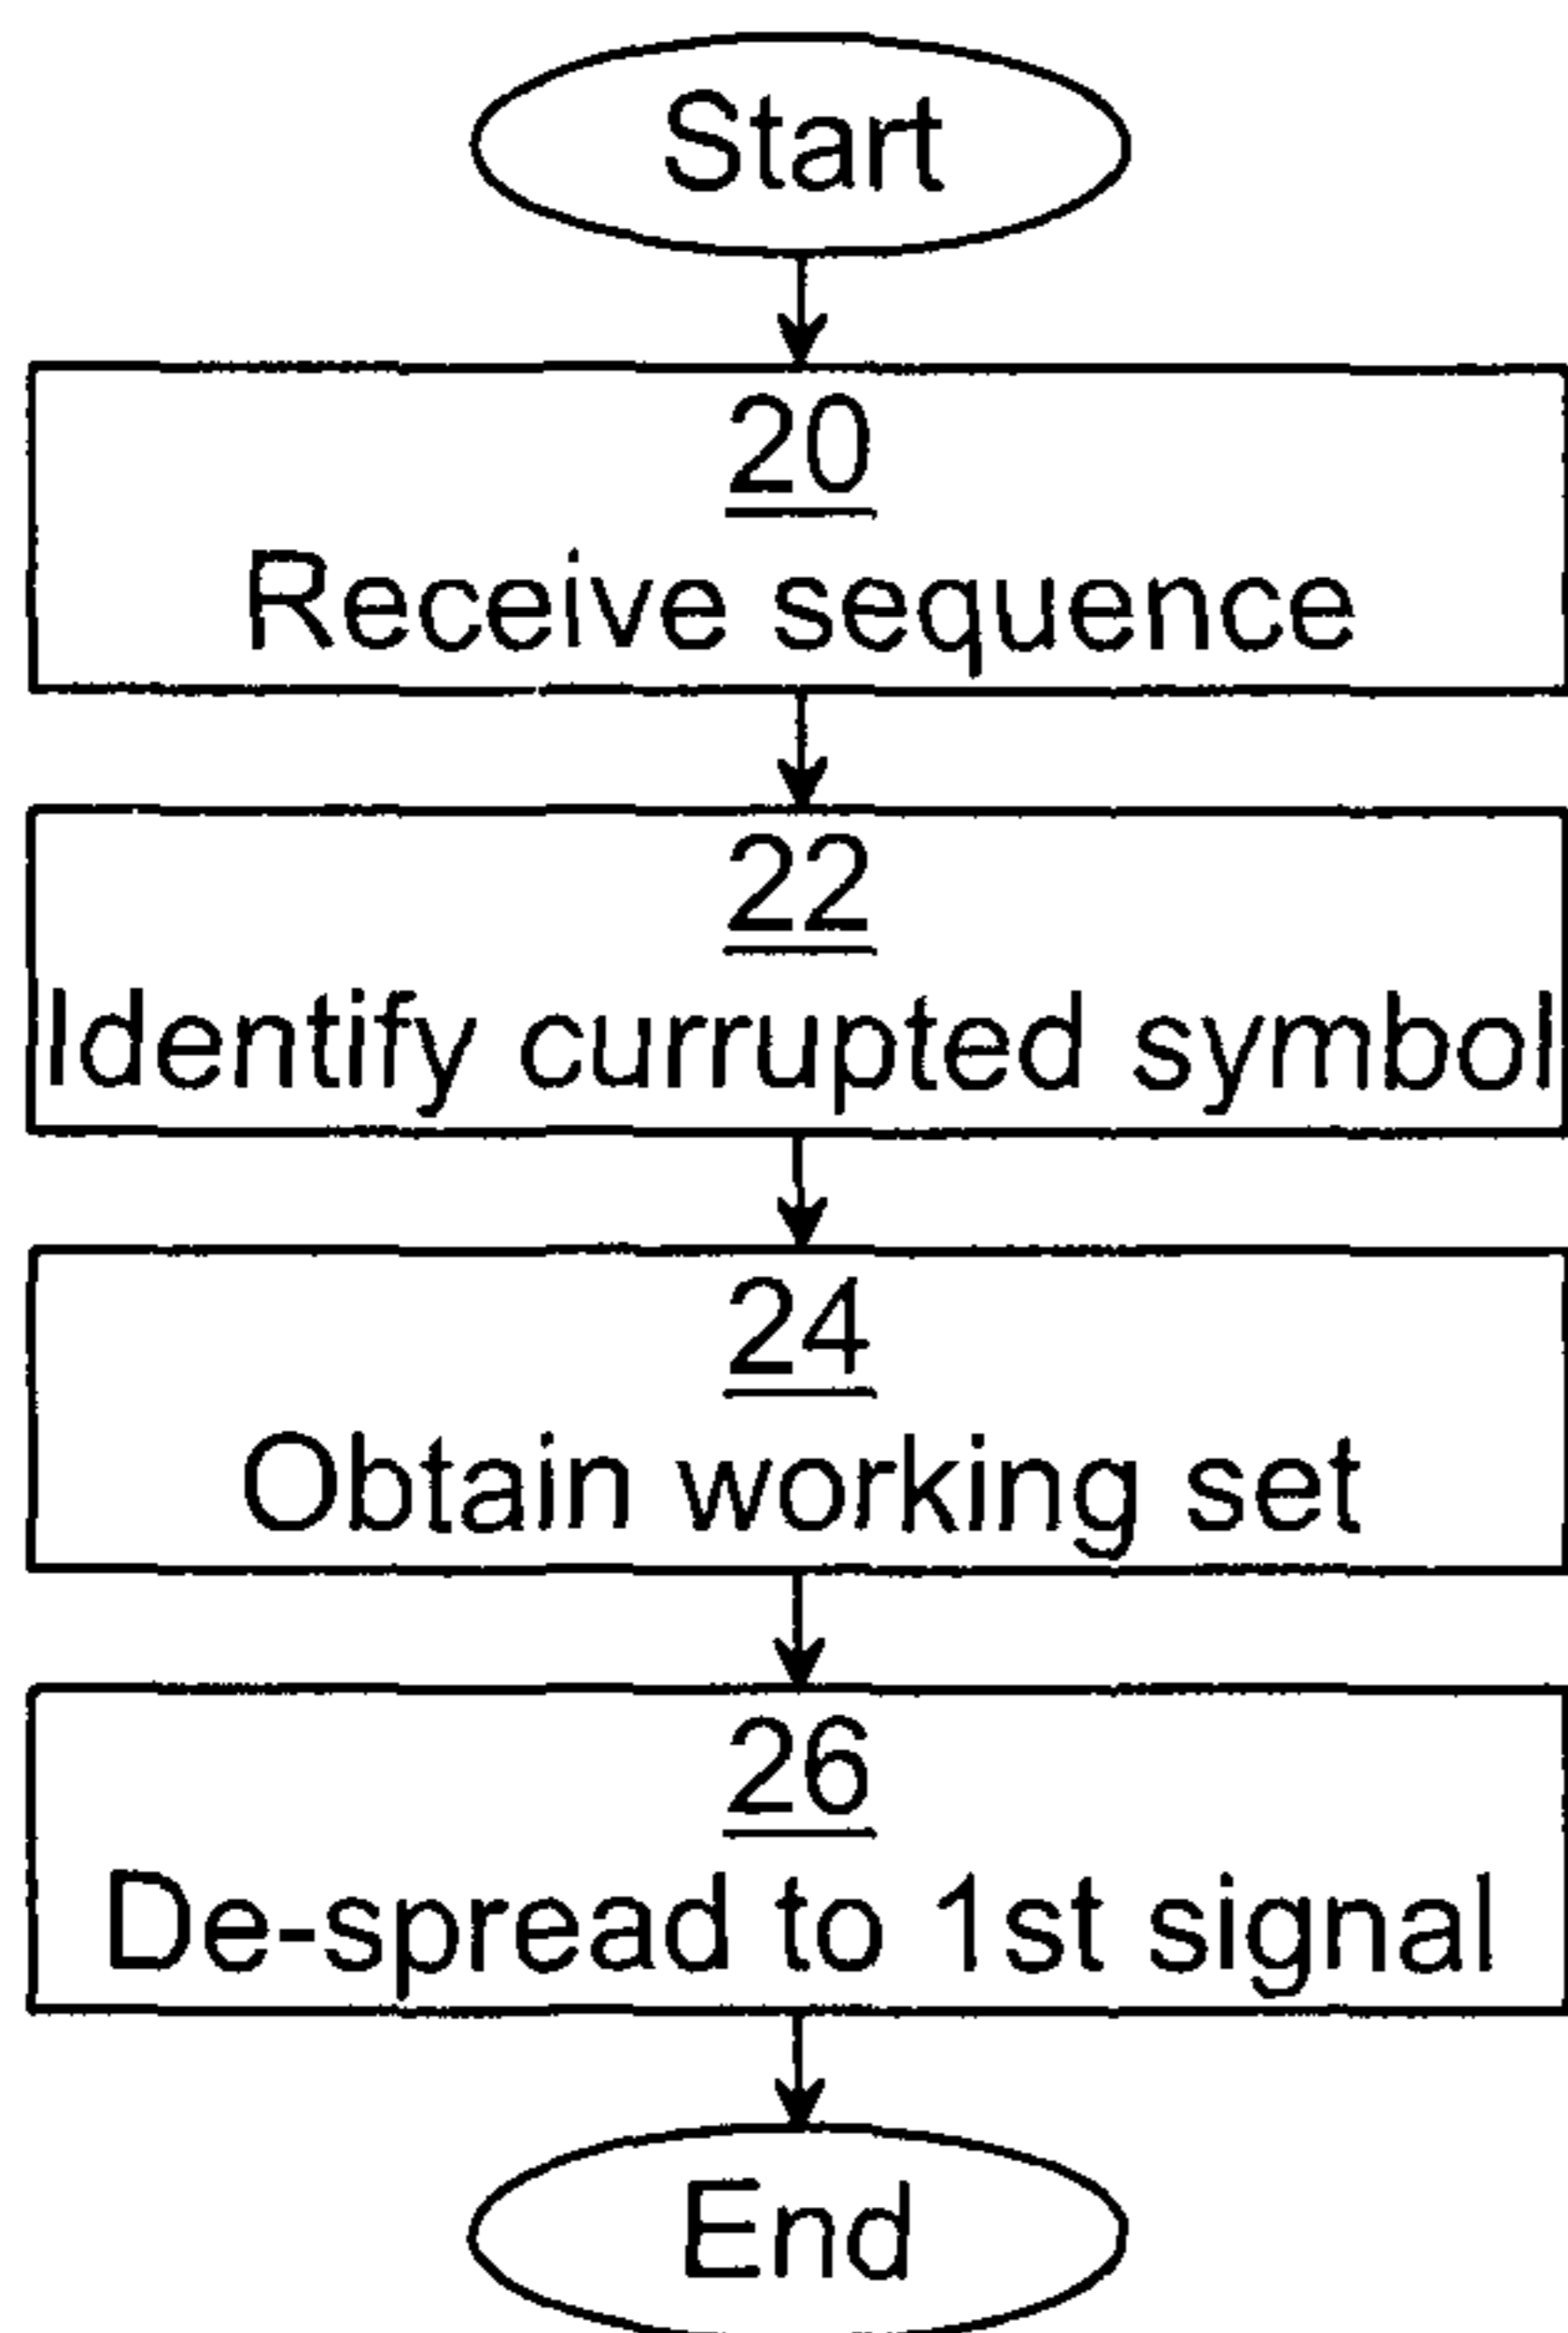 Start
20
Receive sequence
22
Identify currupted symbol
24
Obtain working set
26
De-spread to 1st signal
End